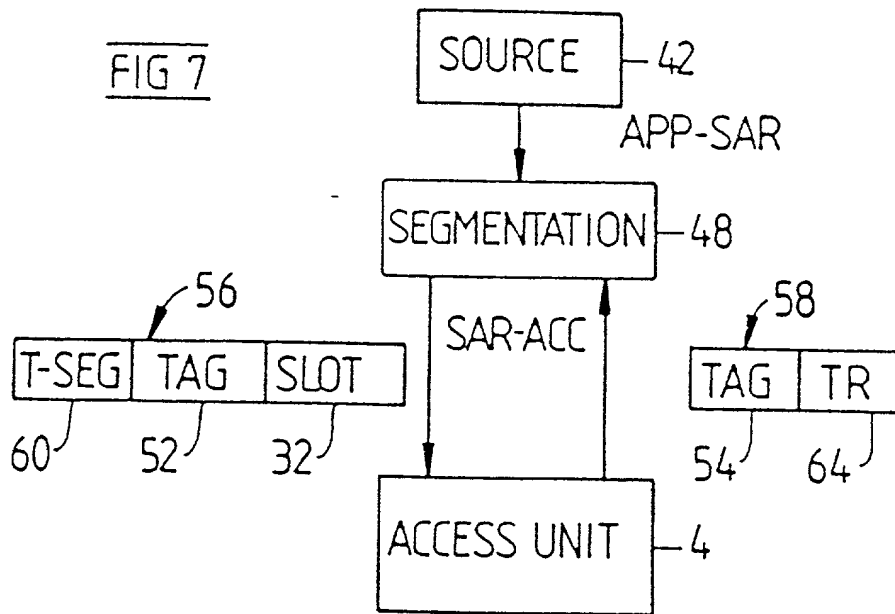 FIG 7
SOURCE 42
APP-SAR
SEGMENTATION 48
56
SAR-ACC
58
T-SEG TAG SLOT
TAG TR
60 52 32
54 64
ACCESS UNIT 4